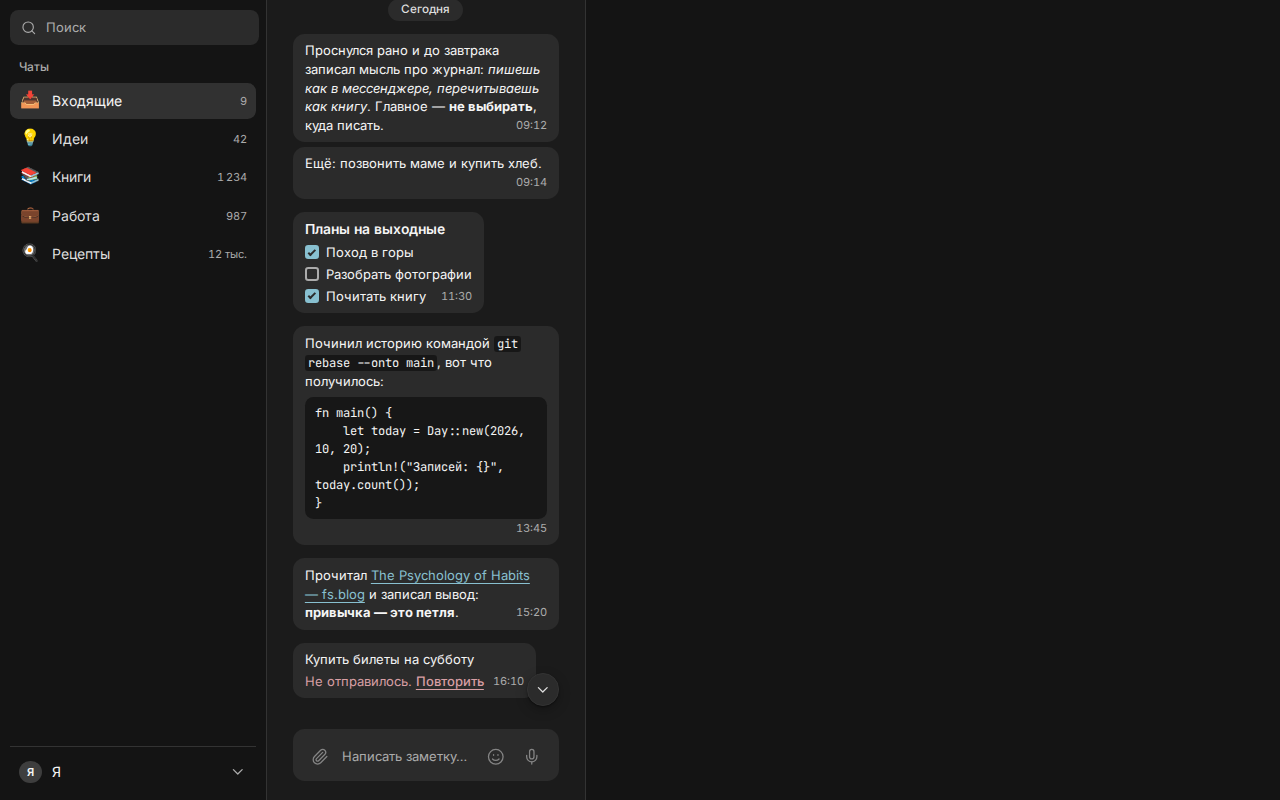 Поиск
Чаты
Входящие 9
Идеи 42
Книги 1 234
Работа 987
Рецепты 12 тыс.
Я Я
Сегодня
Проснулся рано и до завтрака
записал мысль про журнал: пишешь
как в мессенджере, перечитываешь
как книгу. Главное — не выбирать,
куда писать. 09:12
Ещё: позвонить маме и купить хлеб.
09:14
Планы на выходные
Поход в горы
Разобрать фотографии
Почитать книгу 11:30
Починил историю командой git
rebase --onto main, вот что
получилось:
fn main() {
let today = Day::new(2026,
10, 20);
println!("Записей: {}",
today.count());
}
13:45
Прочитал The Psychology of Habits
— fs.blog и записал вывод:
привычка — это петля. 15:20
Купить билеты на субботу
Не отправилось. Повторить 16:10
Написать заметку...